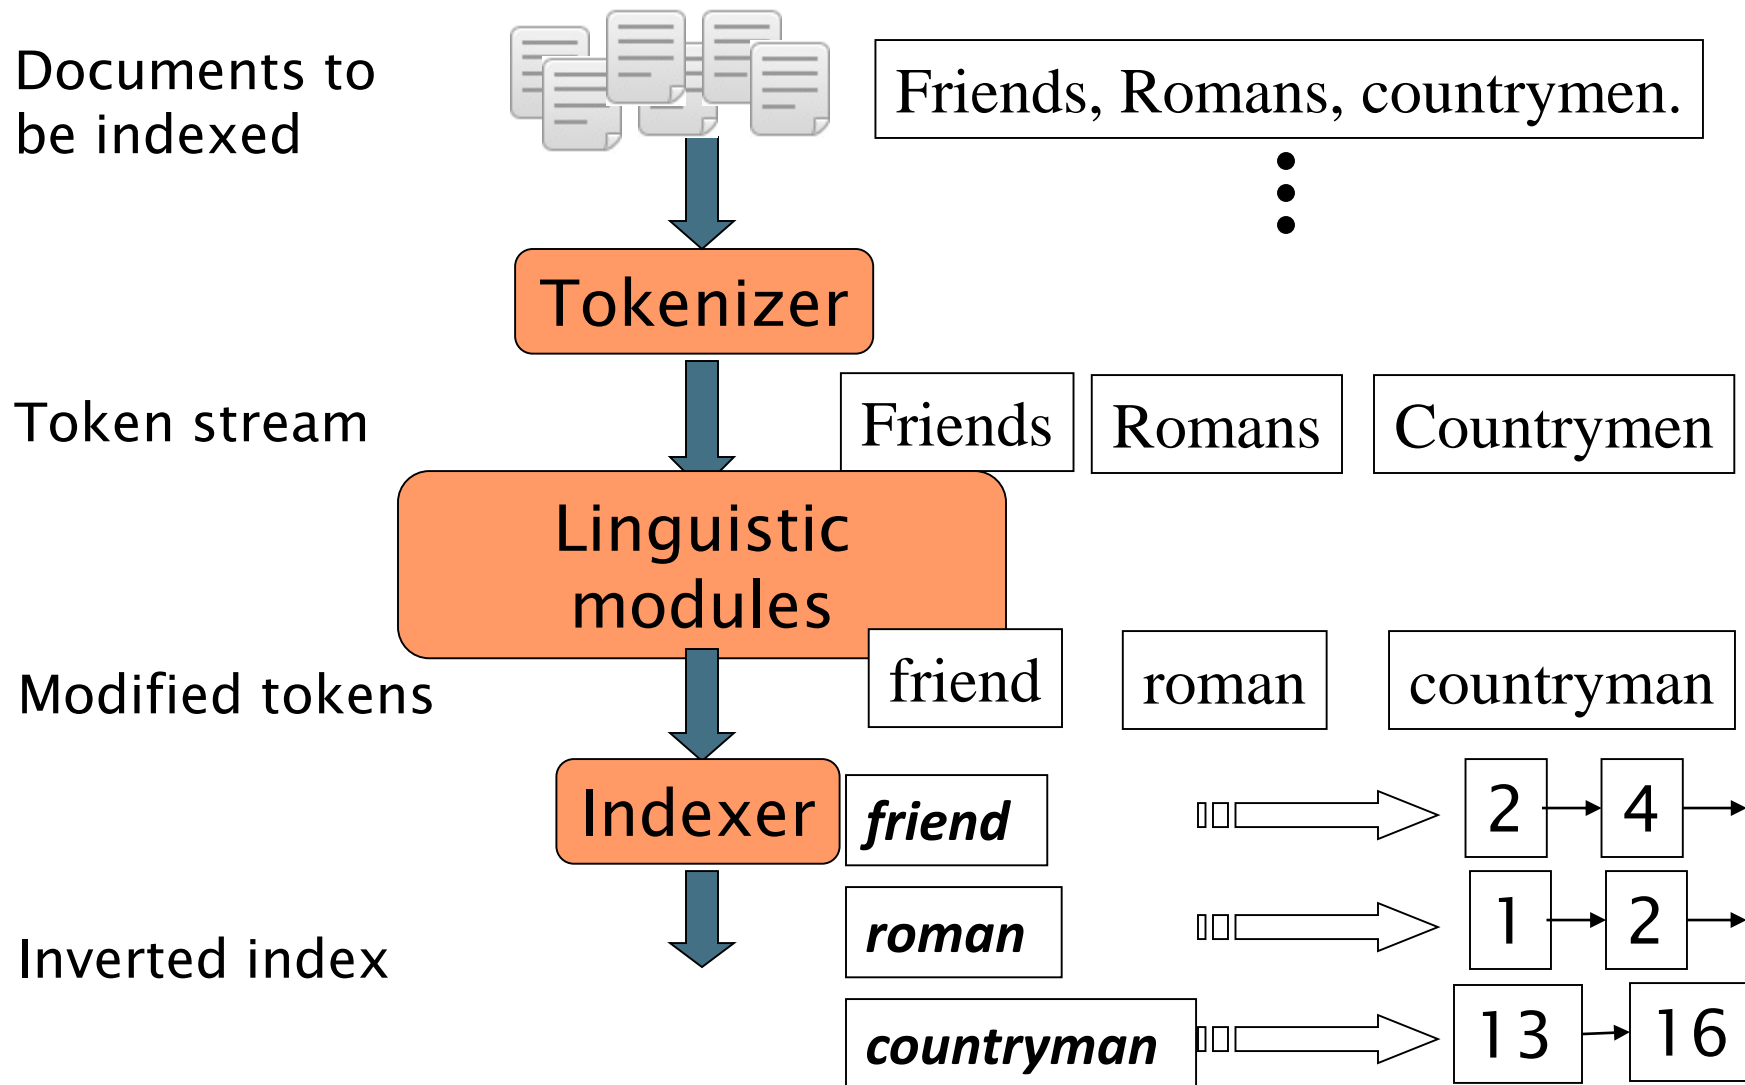 Documents to
be indexed
Friends, Romans, countrymen.
Tokenizer
Token stream
Friends
Romans
Countrymen
Linguistic
modules
Modified tokens
friend
roman
countryman
Indexer
friend
2
4
roman
1
2
Inverted index
countryman
13
16